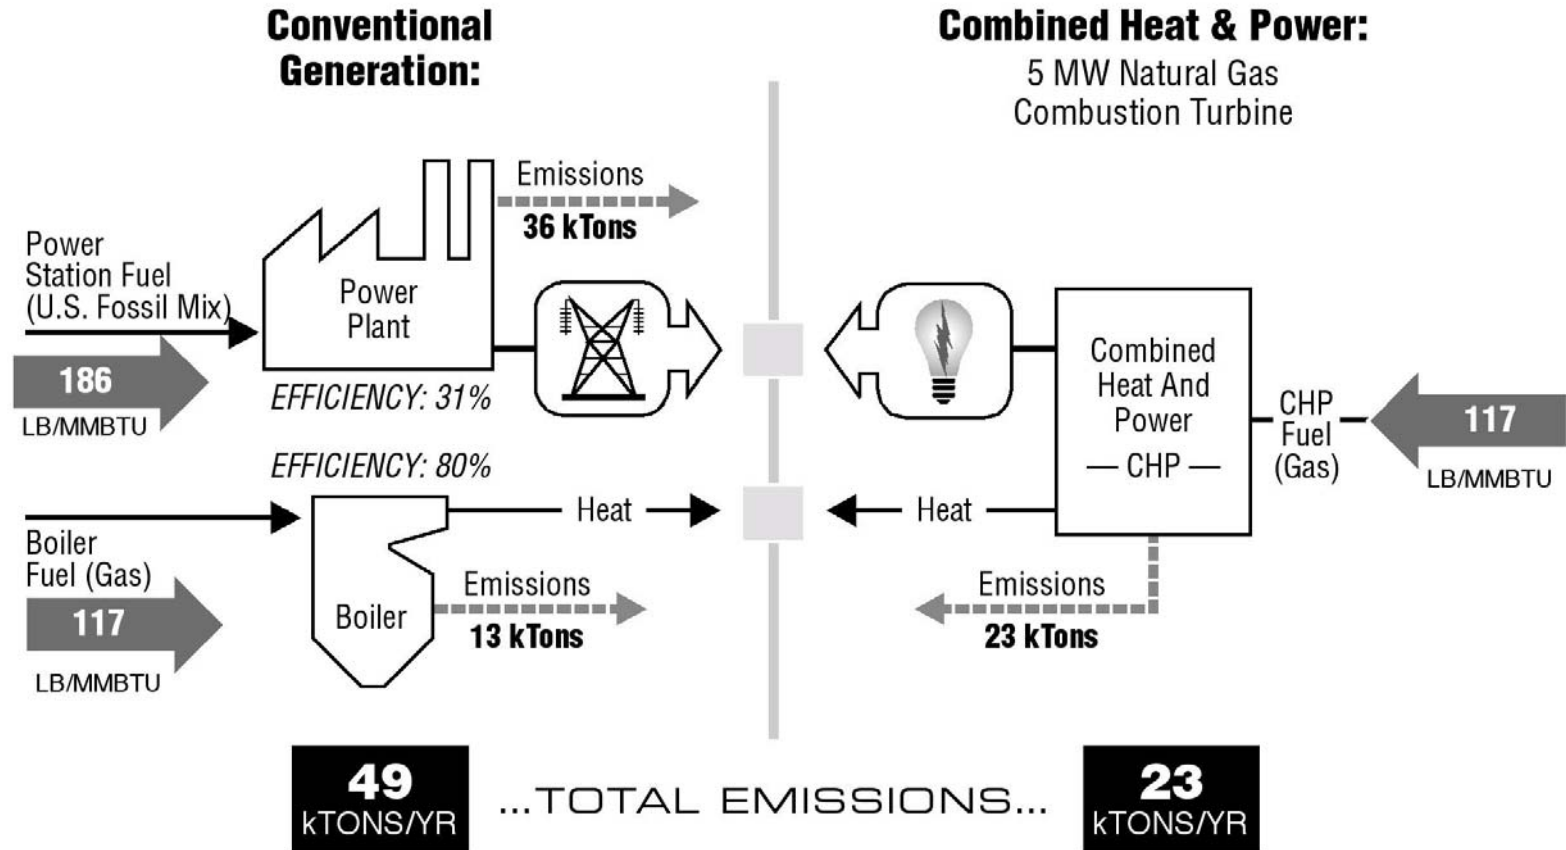 Conventional
Generation:
Combined Heat & Power:
5 MW Natural Gas
Combustion Turbine
Emissions
36 kTons
Power
Station Fuel
(U.S. Fossil Mix)
Power
Plant
186
LB/MMBTU
EFFICIENCY: 31%
EFFICIENCY: 80%
Heat
Boiler
Fuel (Gas)
117
LB/MMBTU
Boiler
Emissions
13 kTons
Combined
Heat And
Power
— CHP —
CHP
Fuel
(Gas)
117
LB/MMBTU
Heat
Emissions
23 kTons
49
kTONS/YR
...TOTAL EMISSIONS...
23
kTONS/YR